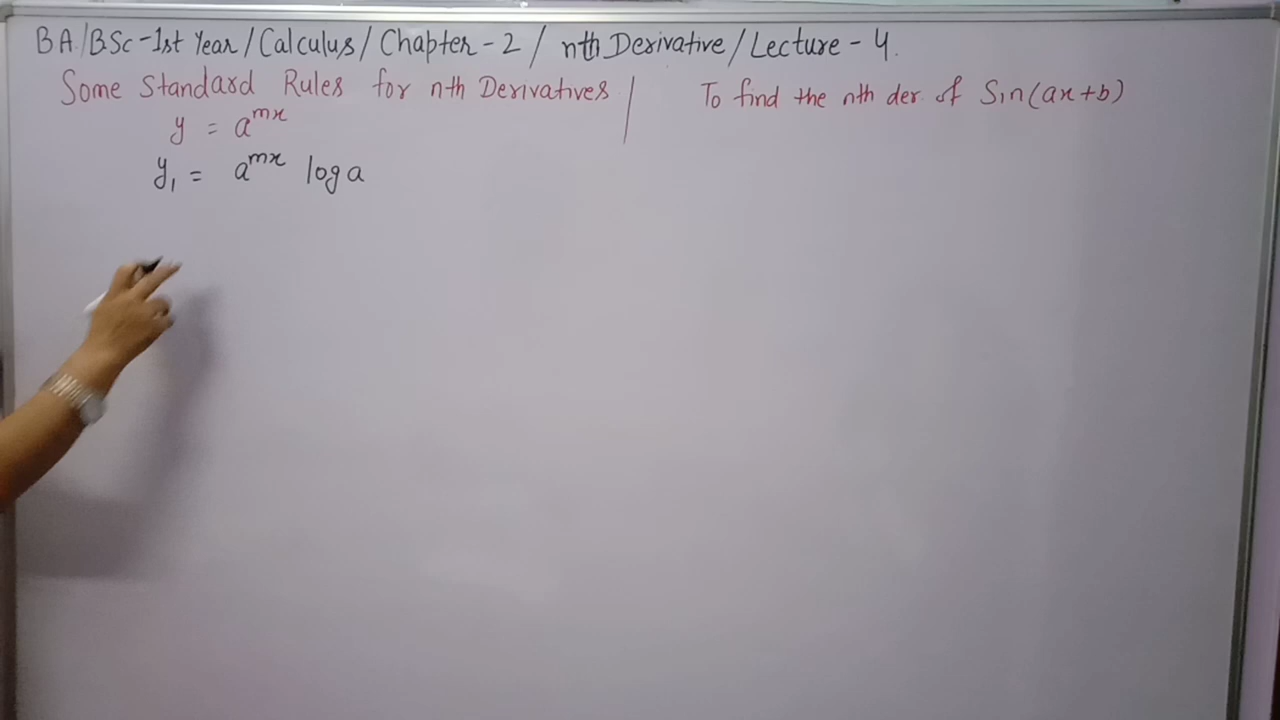 BA/BSc-1st Year/Calculus/Chapter-2/nth Derivative/Lecture-4.
Some Standard Rules for nth Derivatives
y = a^{mx}
y_1 = a^{mx} log a
To find the nth der. of Sin(ax+b)